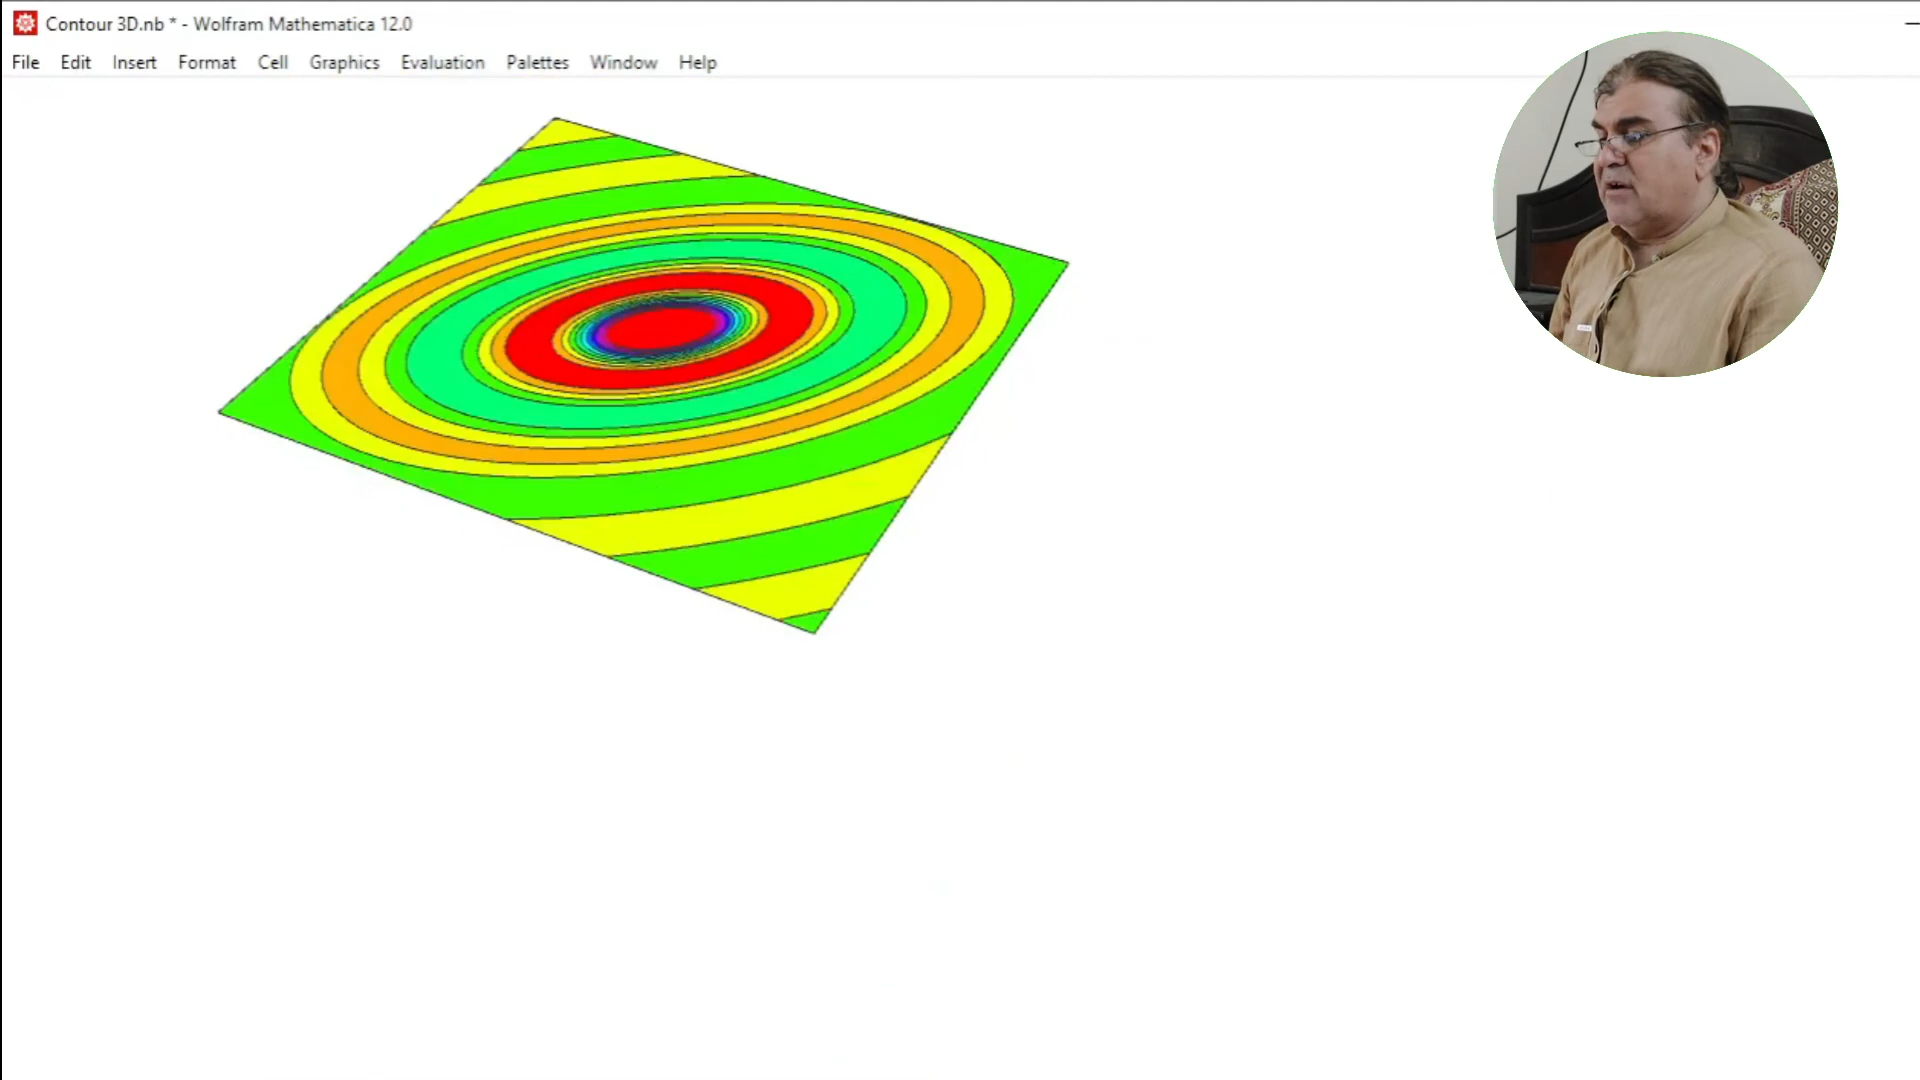 Contour 3D.nb * - Wolfram Mathematica 12.0
File Edit Insert Format Cell Graphics Evaluation Palettes Window Help